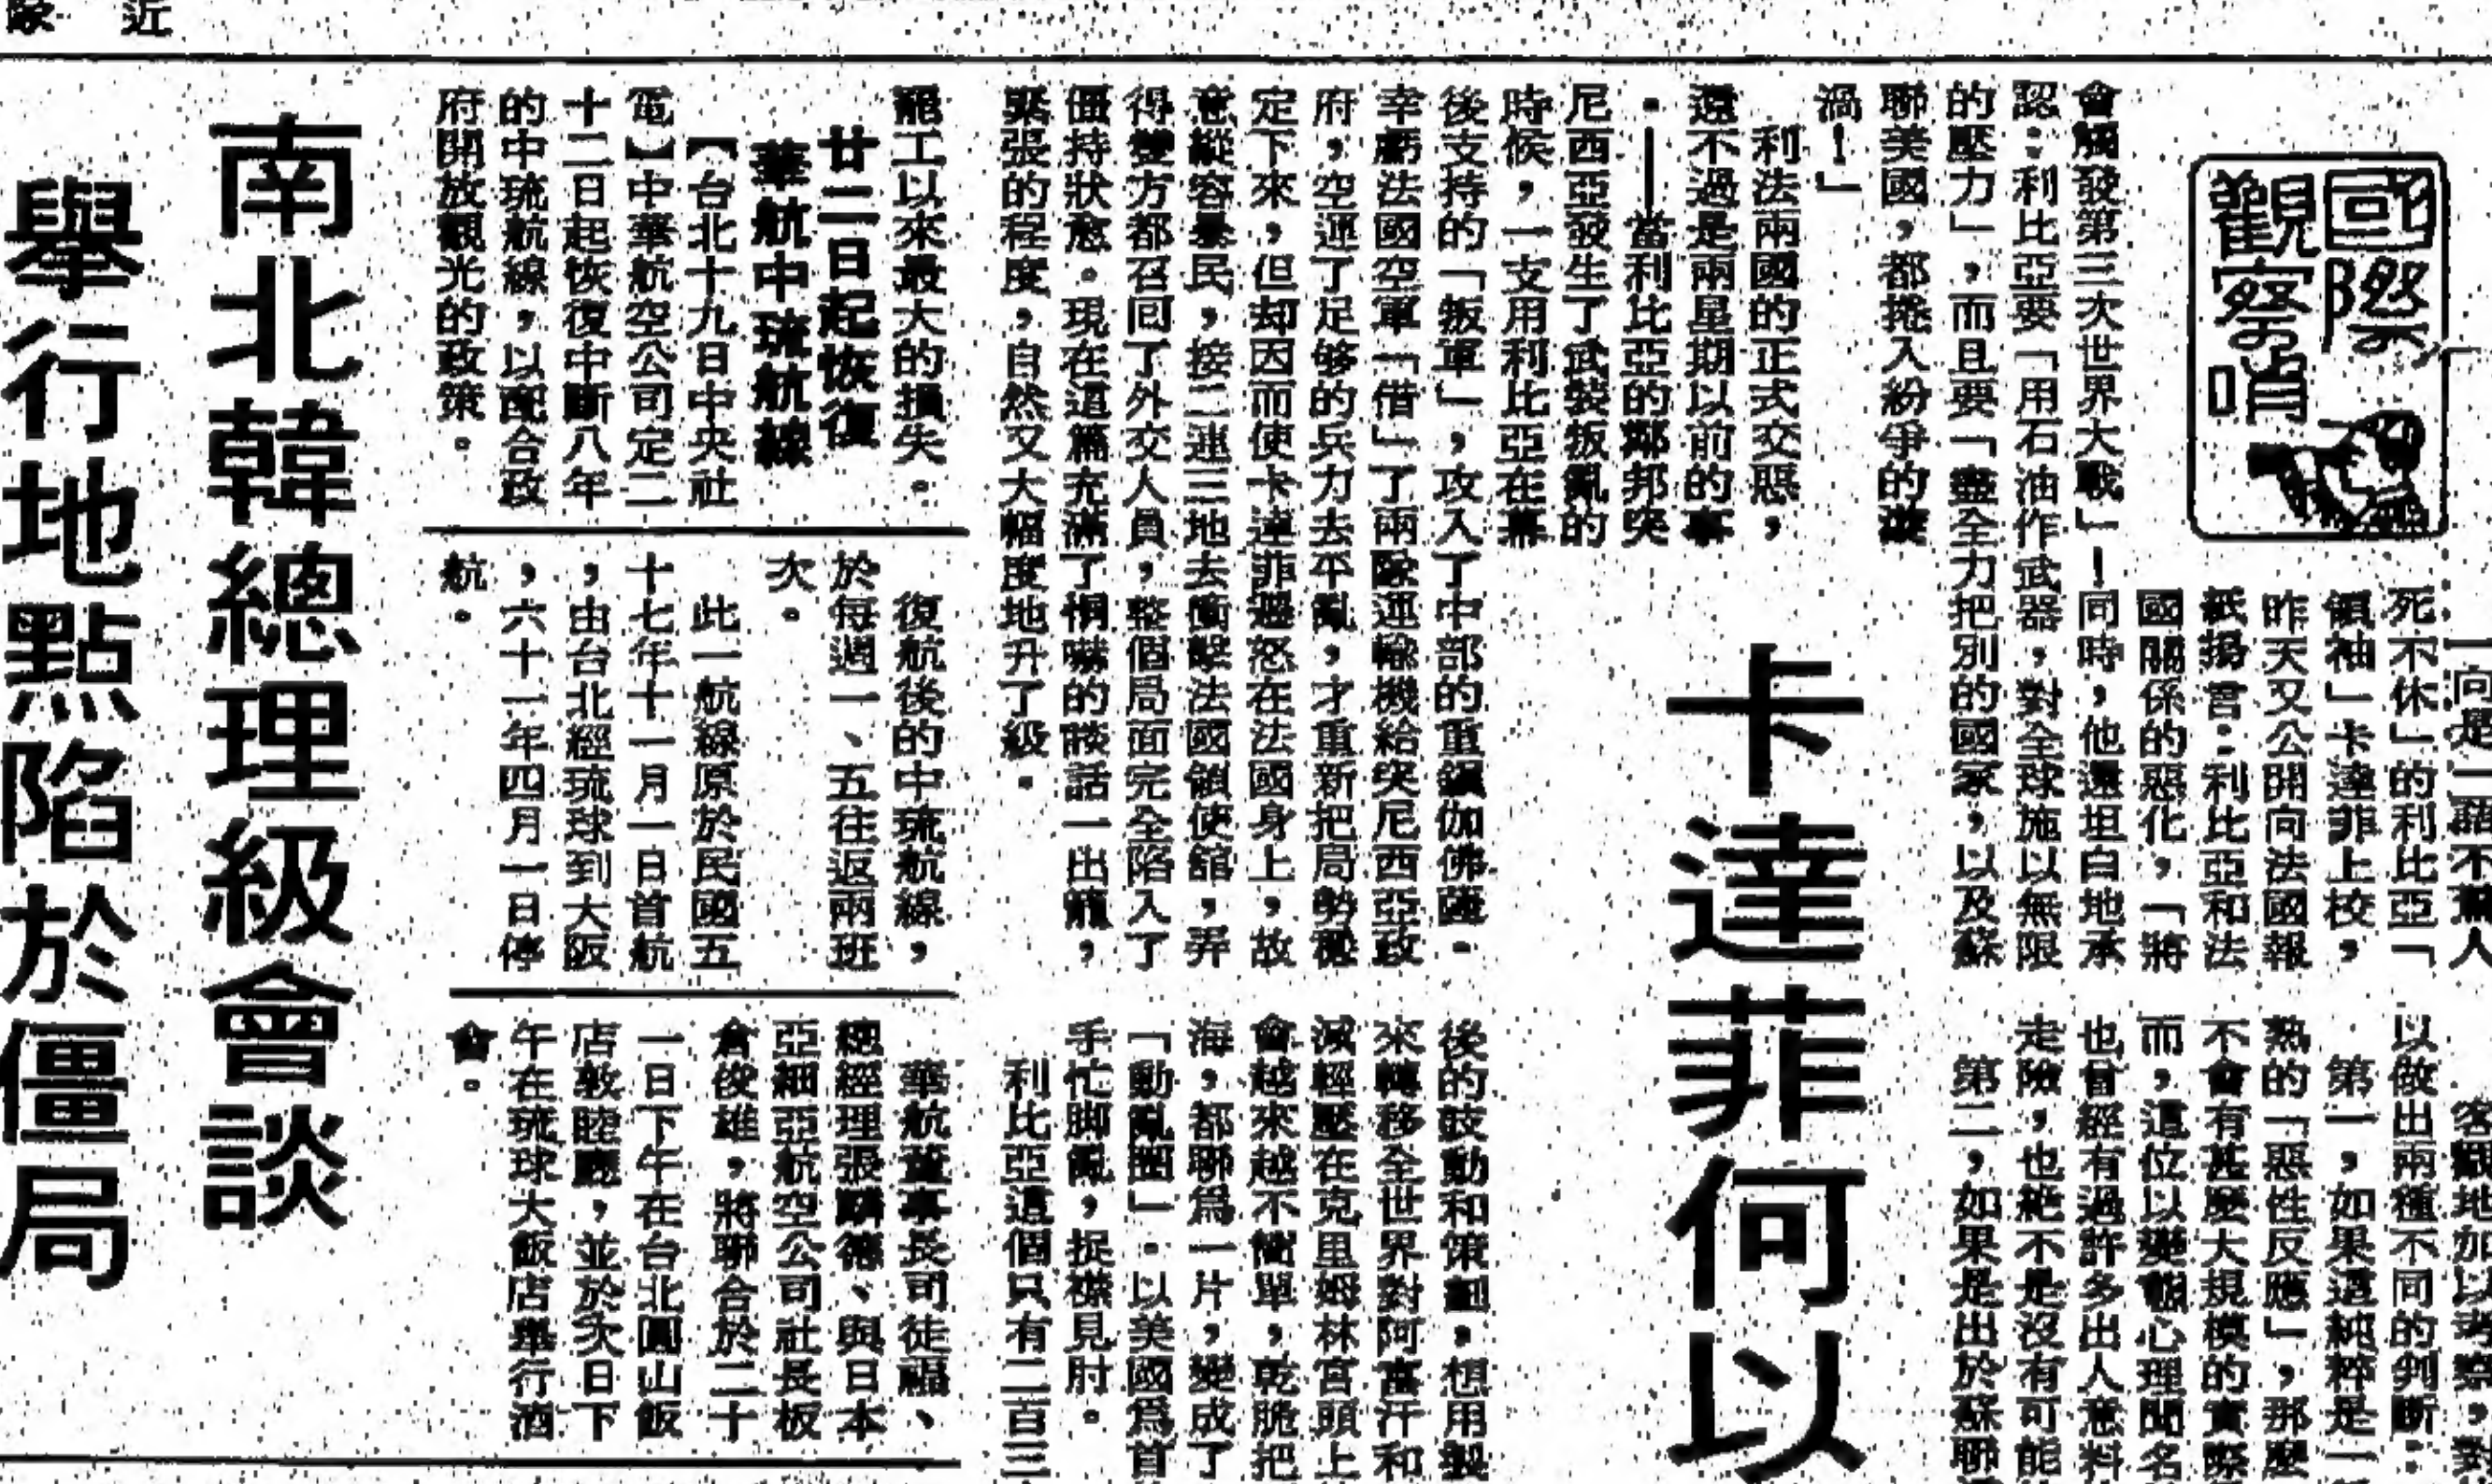 國際
觀察哨
一向是「語不驚人
死不休」的利比亞「
領袖」卡達菲上校，
昨天又公開向法國報
紙揚言：利比亞和法
國關係的惡化，「將
會觸發第三次世界大戰」！同時，他還坦白地承
認：利比亞要「用石油作武器，對全球施以無限
的壓力」，而且要「盡全力把別的國家，以及蘇
聯美國，都捲入紛爭的漩
渦！」
利法兩國的正式交惡，
還不過是兩星期以前的事
。——當利比亞的鄰邦突
尼西亞發生了武裝叛亂的
時候，一支用利比亞在幕
後支持的「叛軍」，攻入了中部的重鎮伽佛薩。
幸虧法國空軍「借」了兩隊運輸機給突尼西亞政
府，空運了足够的兵力去平亂，才重新把局勢穩
定下來，但却因而使卡達菲遷怒在法國身上，故
意縱容暴民，接二連三地去衝擊法國領使舘，弄
得雙方都召回了外交人員，整個局面完全陷入了
僵持狀態。現在這篇充滿了恫嚇的談話一出籠，
緊張的程度，自然又大幅度地升了級。
卡達菲何以
客觀地加以考察，對
以做出兩種不同的判斷：
第一，如果這純粹是一
熱的「惡性反應」，那麼
不會有甚麼大規模的實際
而，這位以變態心理聞名
也曾經有過許多出人意料
走險，也絶不是沒有可能
第二，如果是出於蘇聯
後的鼓動和策劃，想用製
來轉移全世界對阿富汗和
減輕壓在克里姆林宮頭上
會越來越不簡單，乾脆把
海，都聯爲一片，變成了
「動亂圈」。以美國爲首
手忙脚亂，捉襟見肘。
利比亞這個只有二百三
罷工以來最大的損失。
廿二日起恢復
華航中琉航線
【台北十九日中央社
電】中華航空公司定二
十二日起恢復中斷八年
的中琉航線，以配合政
府開放觀光的政策。
復航後的中琉航線，
於每週一、五往返兩班
次。
此一航線原於民國五
十七年十一月一日首航
，由台北經琉球到大阪
，六十一年四月一日停
航。
華航董事長司徒福、
總經理張麟德、與日本
亞細亞航空公司社長板
倉俊雄，將聯合於二十
一日下午在台北圓山飯
店敦睦廳，並於次日下
午在琉球大飯店舉行酒
會。
南北韓總理級會談
舉行地點陷於僵局
近